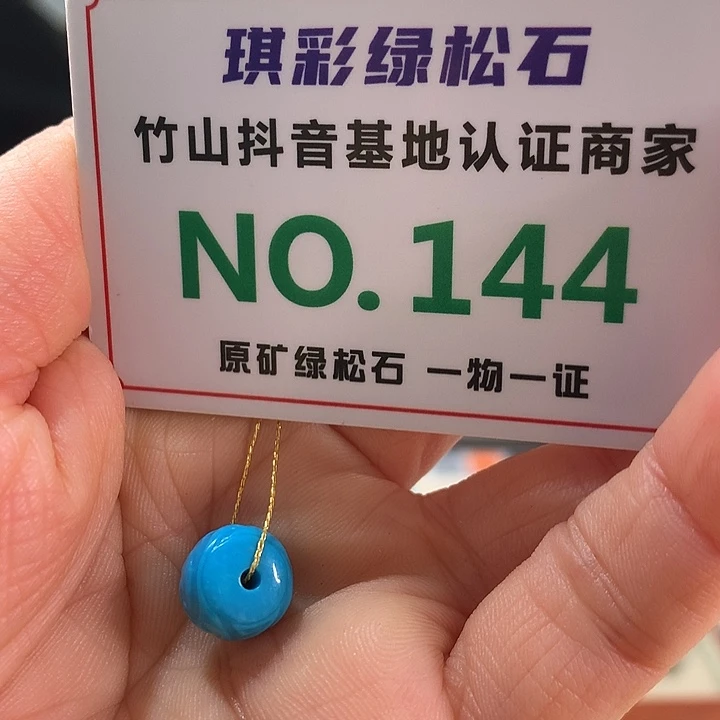 琪彩绿松石
竹山抖音基地认证商家
NO.144
原矿绿松石 一物一证